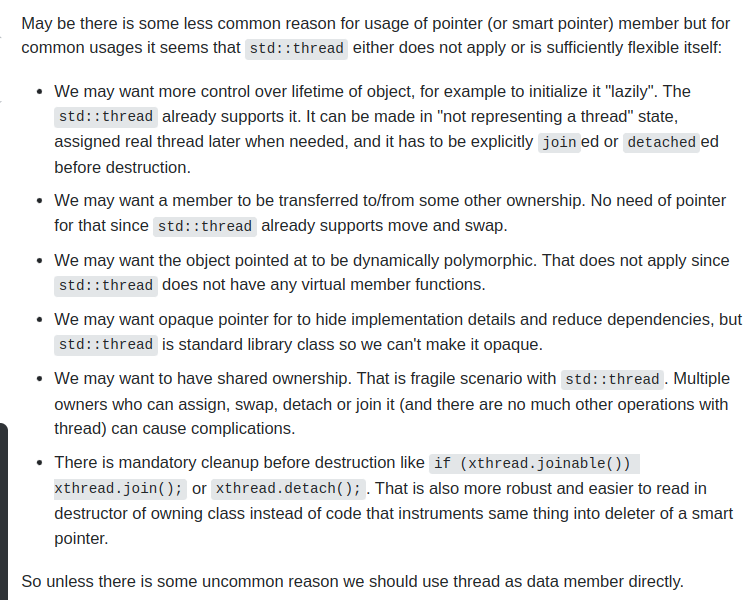 May be there is some less common reason for usage of pointer (or smart pointer) member but for
common usages it seems that std::thread either does not apply or is sufficiently flexible itself:
• We may want more control over lifetime of object, for example to initialize it "lazily". The
std::thread already supports it. It can be made in "not representing a thread" state,
assigned real thread later when needed, and it has to be explicitly join ed or detached ed
before destruction.
• We may want a member to be transferred to/from some other ownership. No need of pointer
for that since std::thread already supports move and swap.
• We may want the object pointed at to be dynamically polymorphic. That does not apply since
std::thread does not have any virtual member functions.
• We may want opaque pointer for to hide implementation details and reduce dependencies, but
std::thread is standard library class so we can't make it opaque.
• We may want to have shared ownership. That is fragile scenario with std::thread. Multiple
owners who can assign, swap, detach or join it (and there are no much other operations with
thread) can cause complications.
• There is mandatory cleanup before destruction like if (xthread.joinable())
xthread.join(); or xthread.detach();. That is also more robust and easier to read in
destructor of owning class instead of code that instruments same thing into deleter of a smart
pointer.
So unless there is some uncommon reason we should use thread as data member directly.